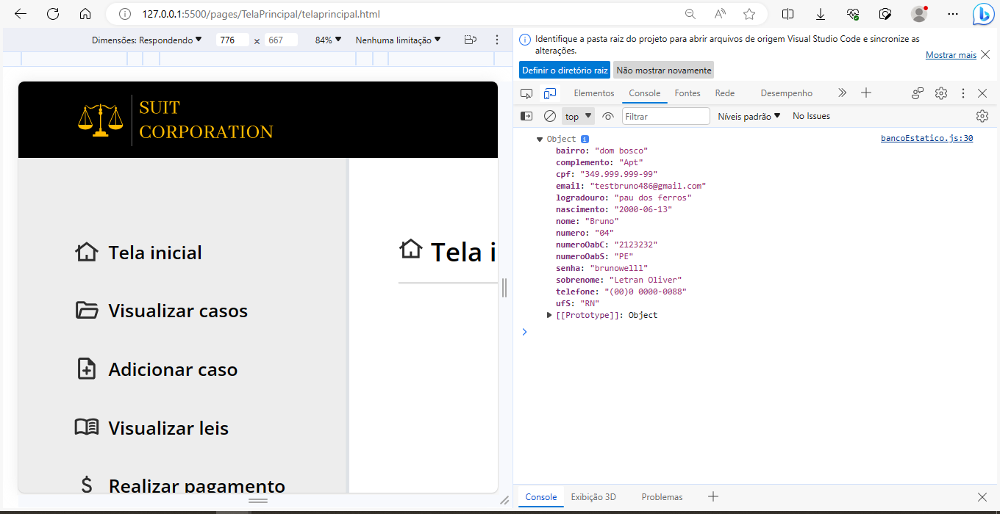 127.0.0.1:5500/pages/TelaPrincipal/telaprincipal.html
Dimensões: Respondendo 776 x 667 84% Nenhuma limitação
SUIT
CORPORATION
Tela inicial
Visualizar casos
Adicionar caso
Visualizar leis
Realizar pagamento
Tela i
Identifique a pasta raiz do projeto para abrir arquivos de origem Visual Studio Code e sincronize as
alterações.
Mostrar mais
Definir o diretório raiz Não mostrar novamente
Elementos Console Fontes Rede Desempenho
top Filtrar Níveis padrão No Issues
Object i bancoEstatico.js:30
bairro: "dom bosco"
complemento: "Apt"
cpf: "349.999.999-99"
email: "testbruno486@gmail.com"
logradouro: "pau dos ferros"
nascimento: "2000-06-13"
nome: "Bruno"
numero: "04"
numeroOabC: "2123232"
numeroOabS: "PE"
senha: "brunowelll"
sobrenome: "Letran Oliver"
telefone: "(00)0 0000-0088"
ufS: "RN"
[[Prototype]]: Object
Console Exibição 3D Problemas